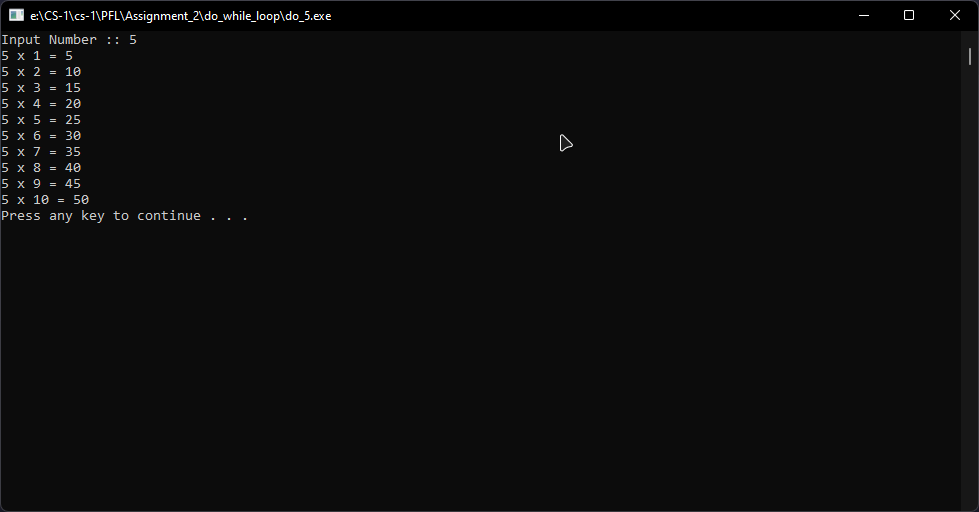 e:\CS-1\cs-1\PFL\Assignment_2\do_while_loop\do_5.exe
Input Number :: 5
5 x 1 = 5
5 x 2 = 10
5 x 3 = 15
5 x 4 = 20
5 x 5 = 25
5 x 6 = 30
5 x 7 = 35
5 x 8 = 40
5 x 9 = 45
5 x 10 = 50
Press any key to continue . . .